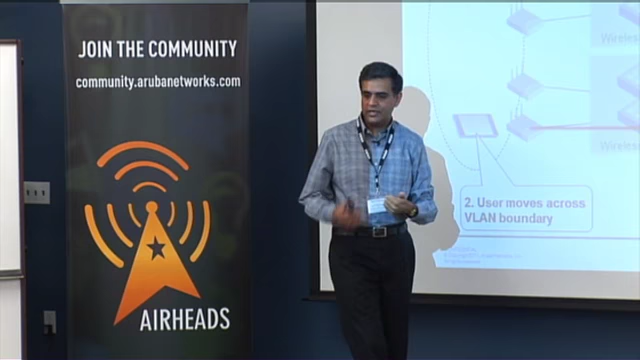 JOIN THE COMMUNITY
community.arubanetworks.com
AIRHEADS
Wireless
Wireless
2. User moves across
VLAN boundary